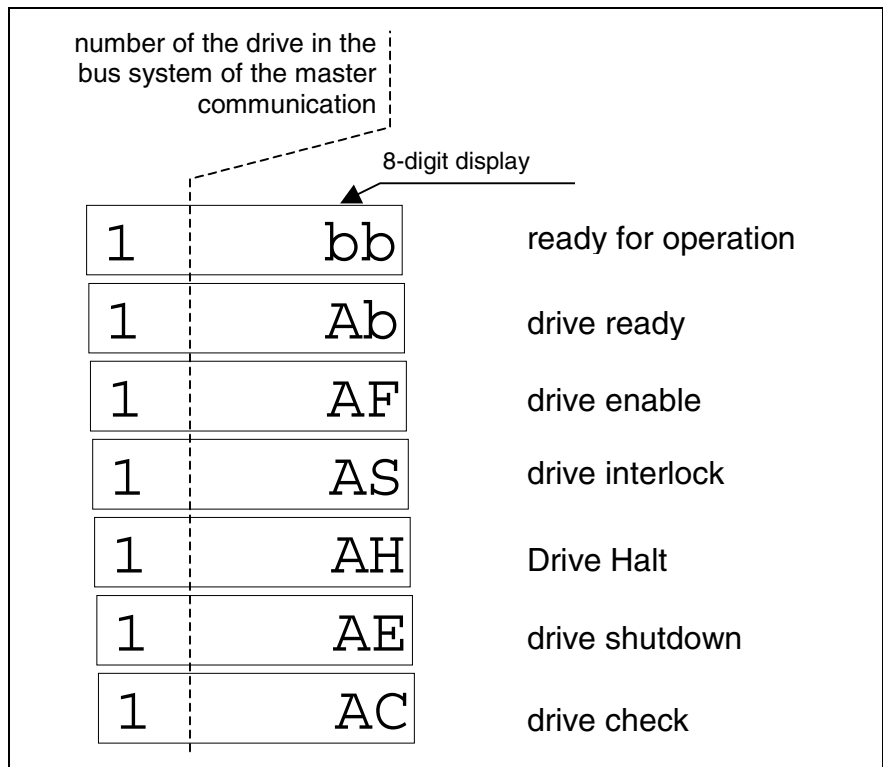 number of the drive in the
bus system of the master
communication
8-digit display
1 bb ready for operation
1 Ab drive ready
1 AF drive enable
1 AS drive interlock
1 AH Drive Halt
1 AE drive shutdown
1 AC drive check